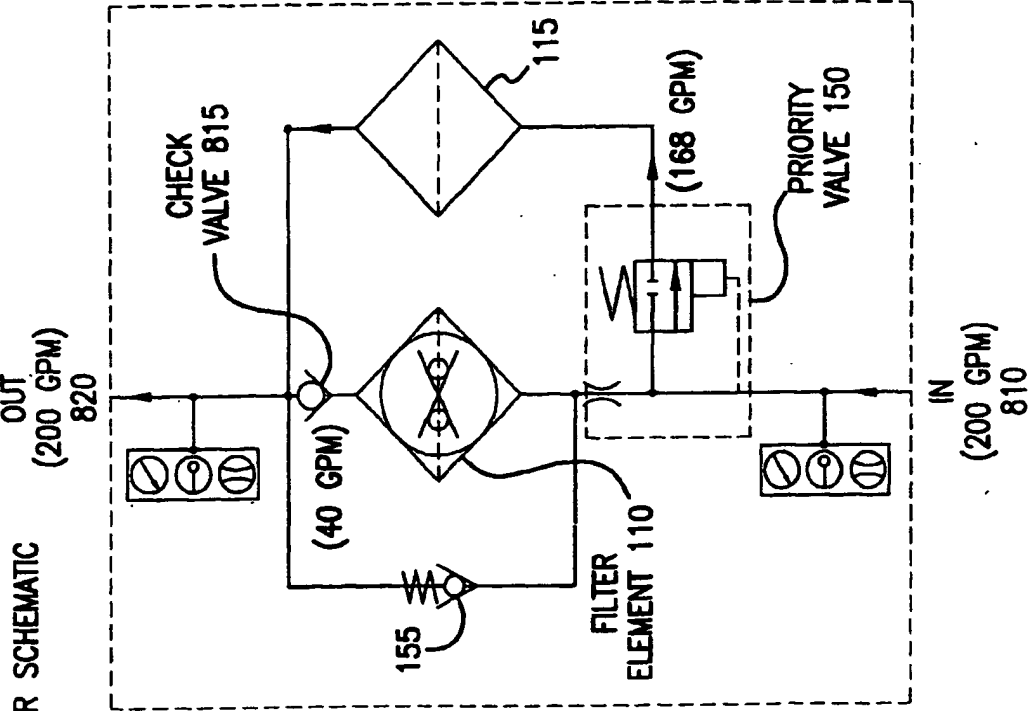 R SCHEMATIC
OUT
(200 GPM)
820
CHECK
VALVE 815
115
(40 GPM)
(168 GPM)
155
FILTER
ELEMENT 110
PRIORITY
VALVE 150
IN
(200 GPM)
810